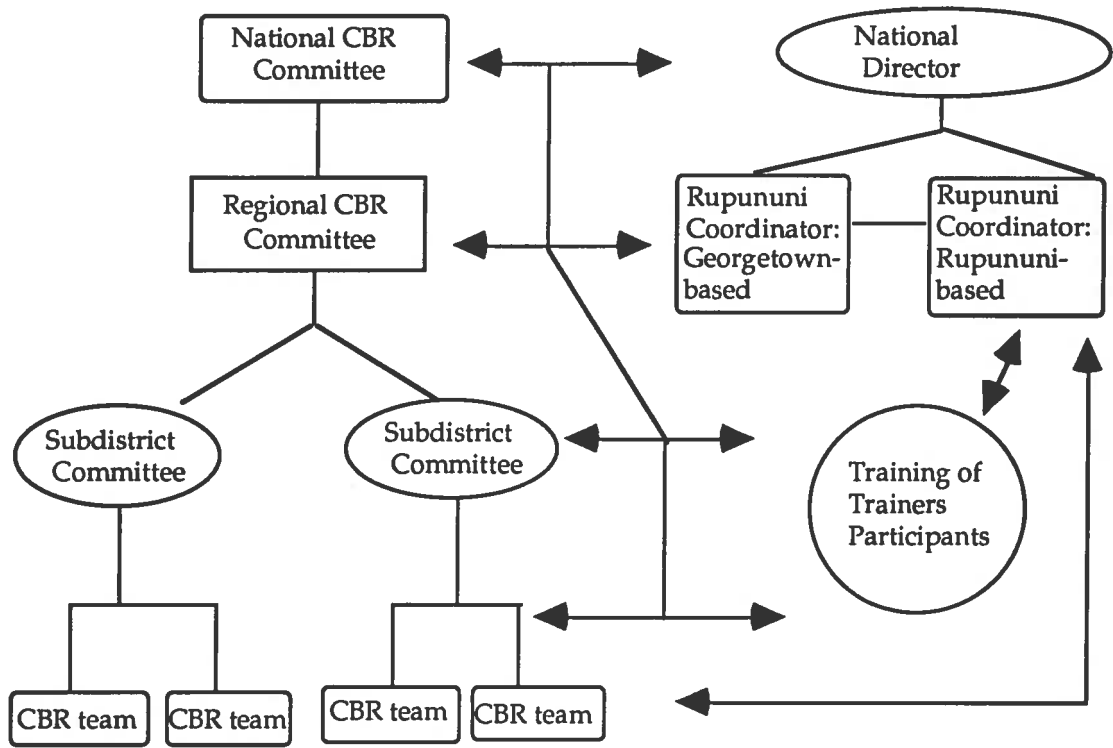 National CBR
Committee
National
Director
Regional CBR
Committee
Rupununi
Coordinator:
Georgetown-
based
Rupununi
Coordinator:
Rupununi-
based
Subdistrict
Committee
Subdistrict
Committee
Training of
Trainers
Participants
CBR team
CBR team
CBR team
CBR team